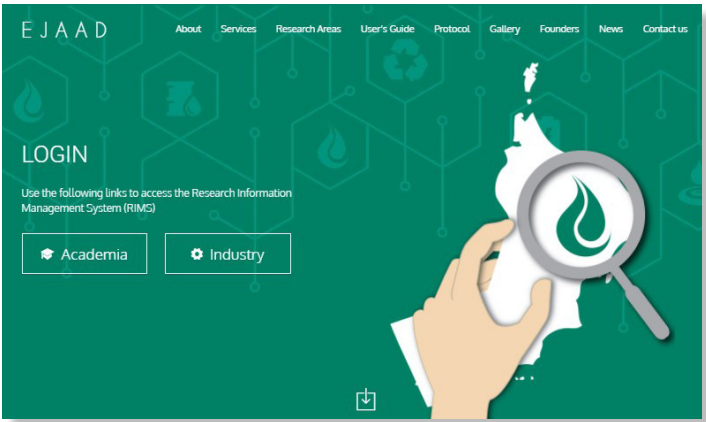 EJAAD
About Services Research Areas User's Guide Protocol Gallery Founders News Contact us
LOGIN
Use the following links to access the Research Information
Management System (RIMS)
Academia Industry